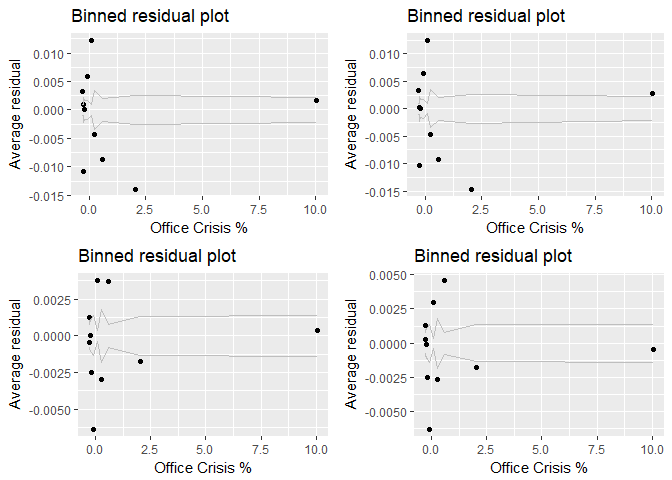 Binned residual plot
Average residual
0.010
0.005
0.000
-0.005
-0.010
-0.015
0.0 2.5 5.0 7.5 10.0
Office Crisis %
Binned residual plot
Average residual
0.010
0.005
0.000
-0.005
-0.010
-0.015
0.0 2.5 5.0 7.5 10.0
Office Crisis %
Binned residual plot
Average residual
0.0025
0.0000
-0.0025
-0.0050
0.0 2.5 5.0 7.5 10.0
Office Crisis %
Binned residual plot
Average residual
0.0050
0.0025
0.0000
-0.0025
-0.0050
0.0 2.5 5.0 7.5 10.0
Office Crisis %